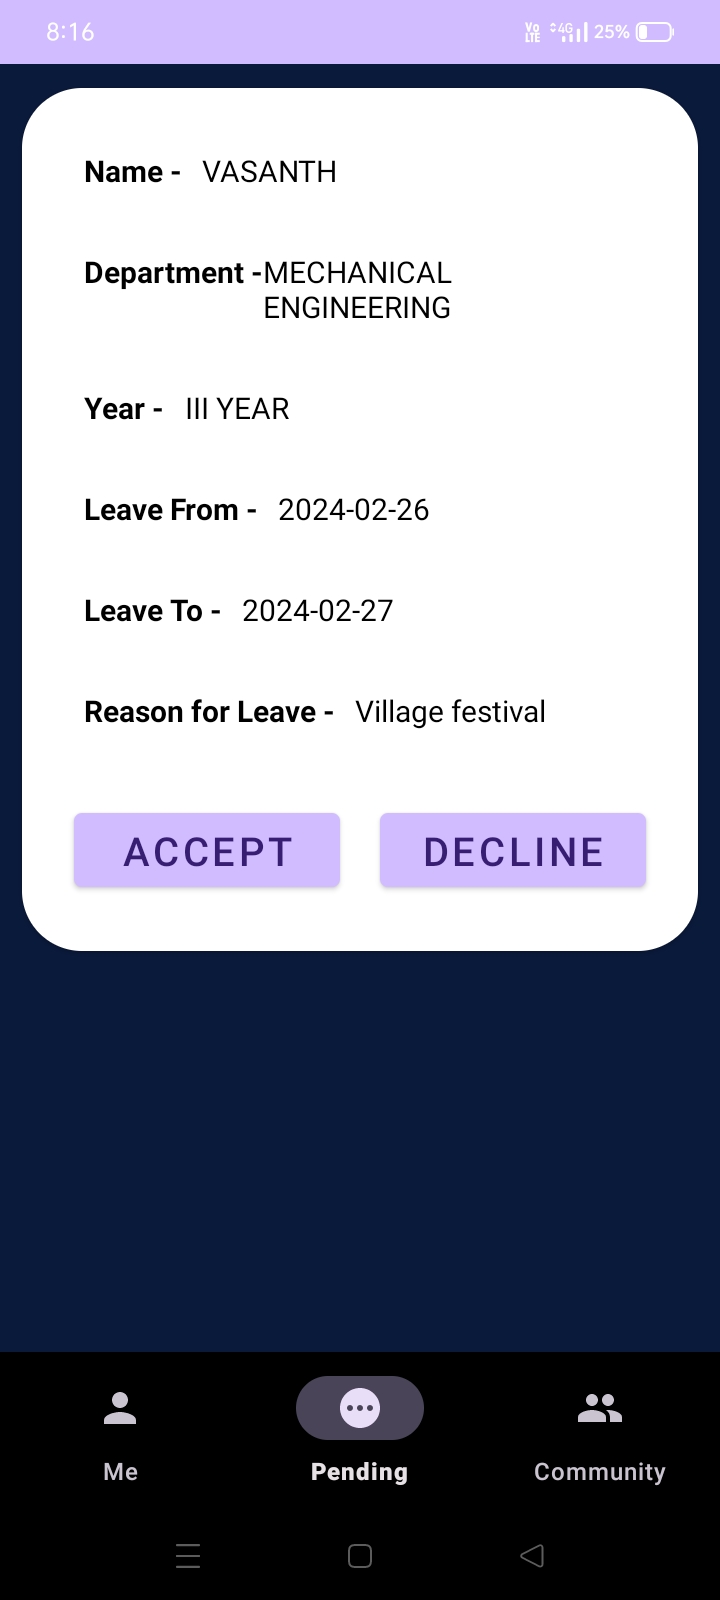 8:16 Vo LTE 4G 25%
Name - VASANTH
Department -MECHANICAL
ENGINEERING
Year - III YEAR
Leave From - 2024-02-26
Leave To - 2024-02-27
Reason for Leave - Village festival
ACCEPT DECLINE
Me Pending Community